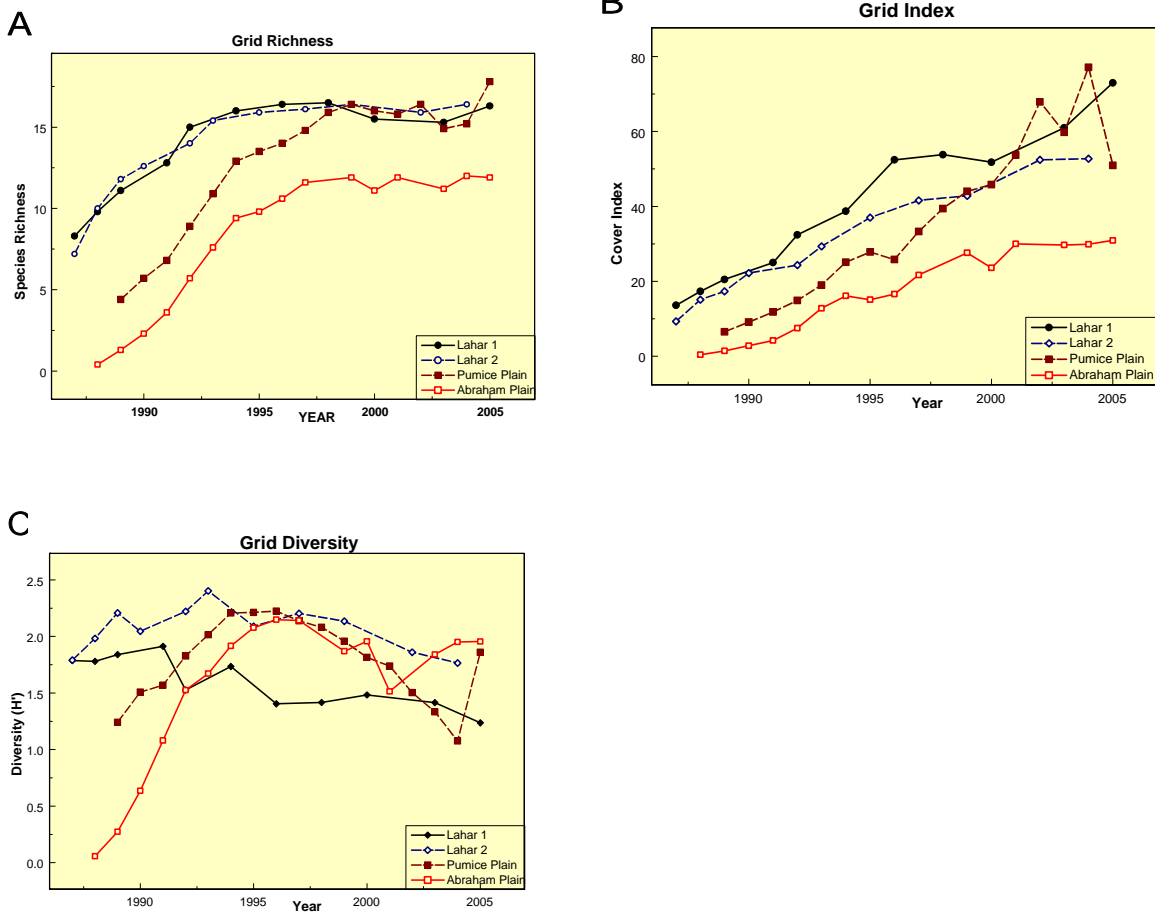 A
Grid Richness
Species Richness
15
10
5
0
1990
1995
2000
2005
YEAR
Lahar 1
Lahar 2
Pumice Plain
Abraham Plain
B
Grid Index
Cover Index
80
60
40
20
0
1990
1995
2000
2005
Year
Lahar 1
Lahar 2
Pumice Plain
Abraham Plain
C
Grid Diversity
Diversity (H')
2.5
2.0
1.5
1.0
0.5
0.0
1990
1995
2000
2005
Year
Lahar 1
Lahar 2
Pumice Plain
Abraham Plain